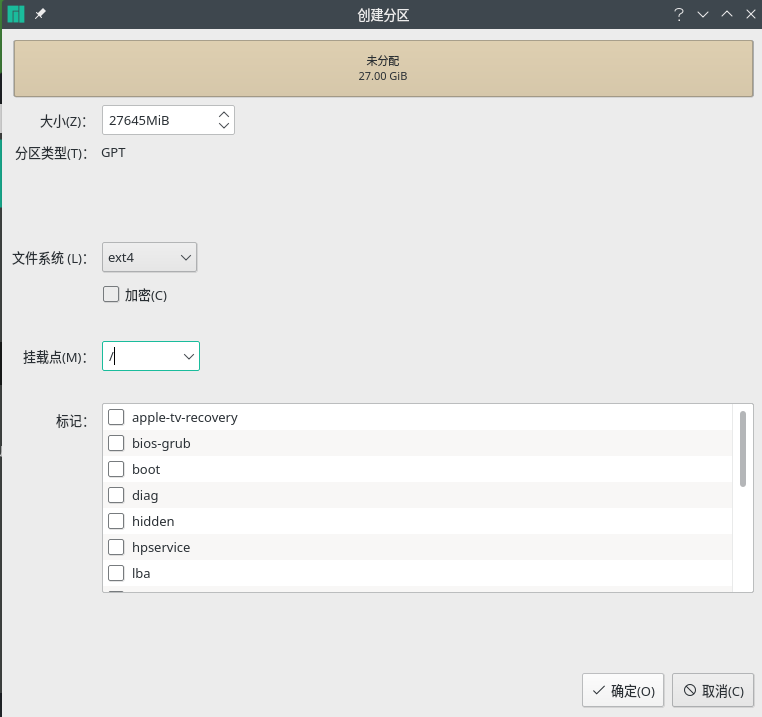 创建分区
未分配
27.00 GiB
大小(Z)： 27645MiB
分区类型(T)： GPT
文件系统 (L)： ext4
加密(C)
挂载点(M)： /
标记：
apple-tv-recovery
bios-grub
boot
diag
hidden
hpservice
lba
确定(O) 取消(C)